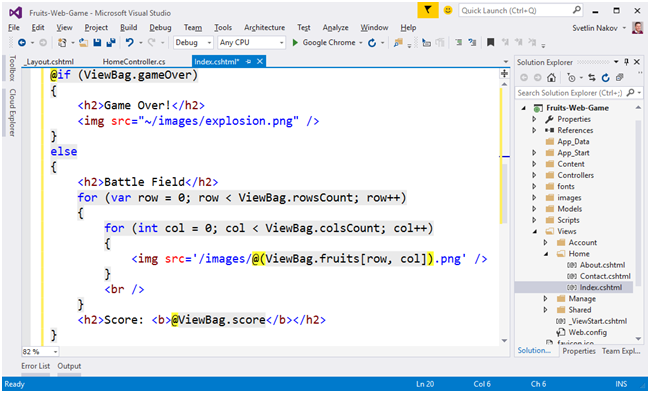 Fruits-Web-Game - Microsoft Visual Studio
Quick Launch (Ctrl+Q)
File Edit View Project Build Debug Team Tools Architecture Test Analyze Window Help
Svetlin Nakov
Debug Any CPU Google Chrome
_Layout.cshtml HomeController.cs Index.cshtml*
Toolbox
Cloud Explorer
@if (ViewBag.gameOver)
{
<h2>Game Over!</h2>
<img src="~/images/explosion.png" />
}
else
{
<h2>Battle Field</h2>
for (var row = 0; row < ViewBag.rowsCount; row++)
{
for (int col = 0; col < ViewBag.colsCount; col++)
{
<img src='/images/@(ViewBag.fruits[row, col]).png' />
}
<br />
}
<h2>Score: <b>@ViewBag.score</b></h2>
}
82 %
Solution Explorer
Search Solution Explorer (Ctrl+;)
Fruits-Web-Game
Properties
References
App_Data
App_Start
Content
Controllers
fonts
images
Models
Scripts
Views
Account
Home
About.cshtml
Contact.cshtml
Index.cshtml
Manage
Shared
_ViewStart.cshtml
Web.config
favicon.ico
Solution... Properties Team Expl...
Error List Output
Ready Ln 20 Col 6 Ch 6 INS